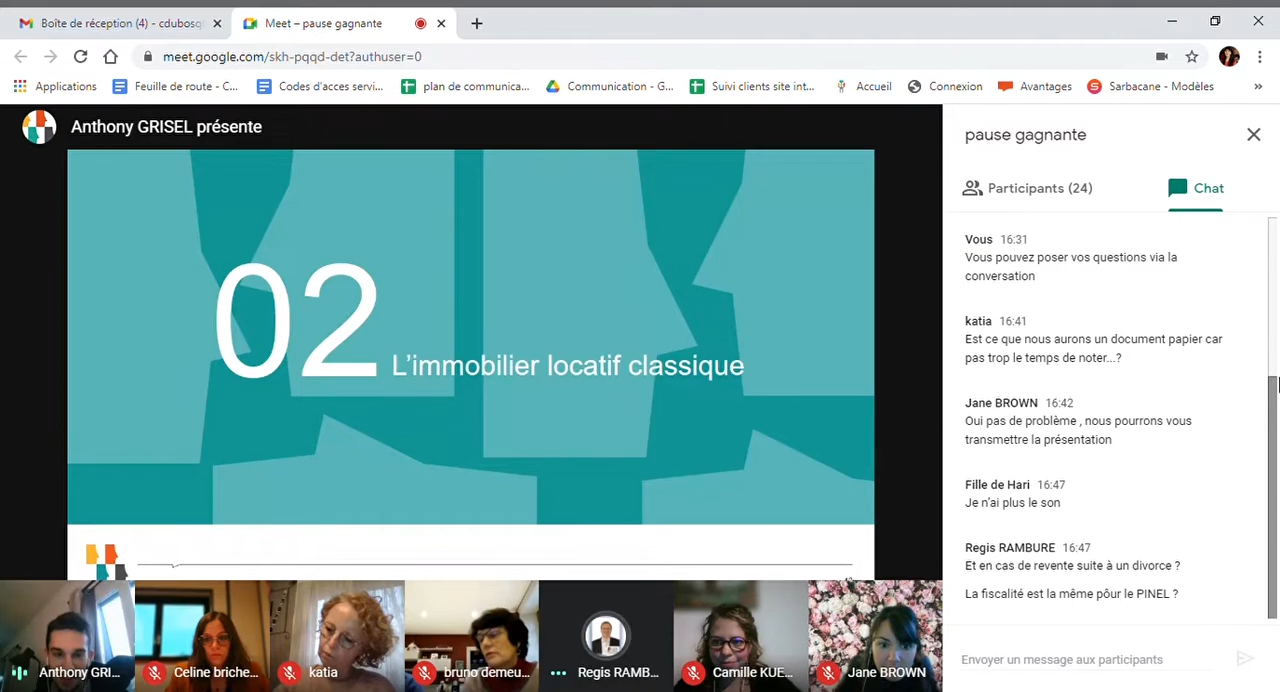 Boîte de réception (4) - cdubosq
Meet – pause gagnante
meet.google.com/skh-pqqd-det?authuser=0
Applications
Feuille de route - C...
Codes d'acces servi...
plan de communica...
Communication - G...
Suivi clients site int...
Accueil
Connexion
Avantages
Sarbacane - Modèles
»
Anthony GRISEL présente
02 L'immobilier locatif classique
pause gagnante
Participants (24)
Chat
Vous 16:31
Vous pouvez poser vos questions via la
conversation
katia 16:41
Est ce que nous aurons un document papier car
pas trop le temps de noter...?
Jane BROWN 16:42
Oui pas de problème , nous pourrons vous
transmettre la présentation
Fille de Hari 16:47
Je n'ai plus le son
Regis RAMBURE 16:47
Et en cas de revente suite à un divorce ?
La fiscalité est la même pôur le PINEL ?
Envoyer un message aux participants
Anthony GRI...
Celine briche...
katia
bruno demeu...
Regis RAMB...
Camille KUE...
Jane BROWN